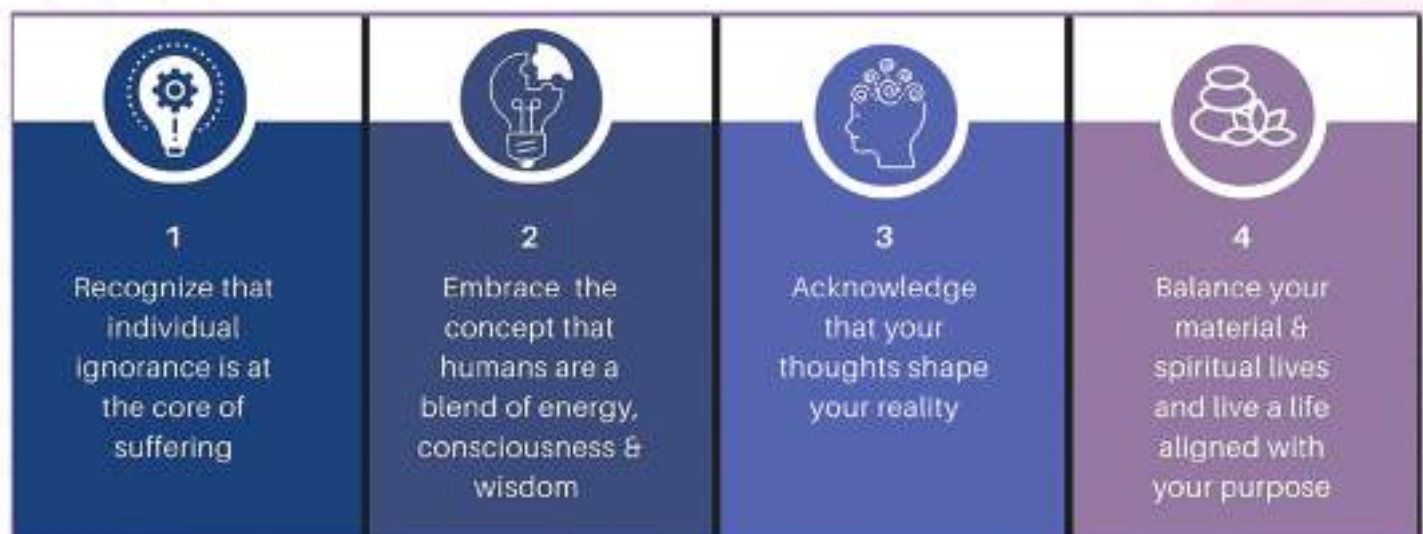 1
Recognize that
individual
ignorance is at
the core of
suffering
2
Embrace the
concept that
humans are a
blend of energy,
consciousness &
wisdom
3
Acknowledge
that your
thoughts shape
your reality
4
Balance your
material &
spiritual lives
and live a life
aligned with
your purpose